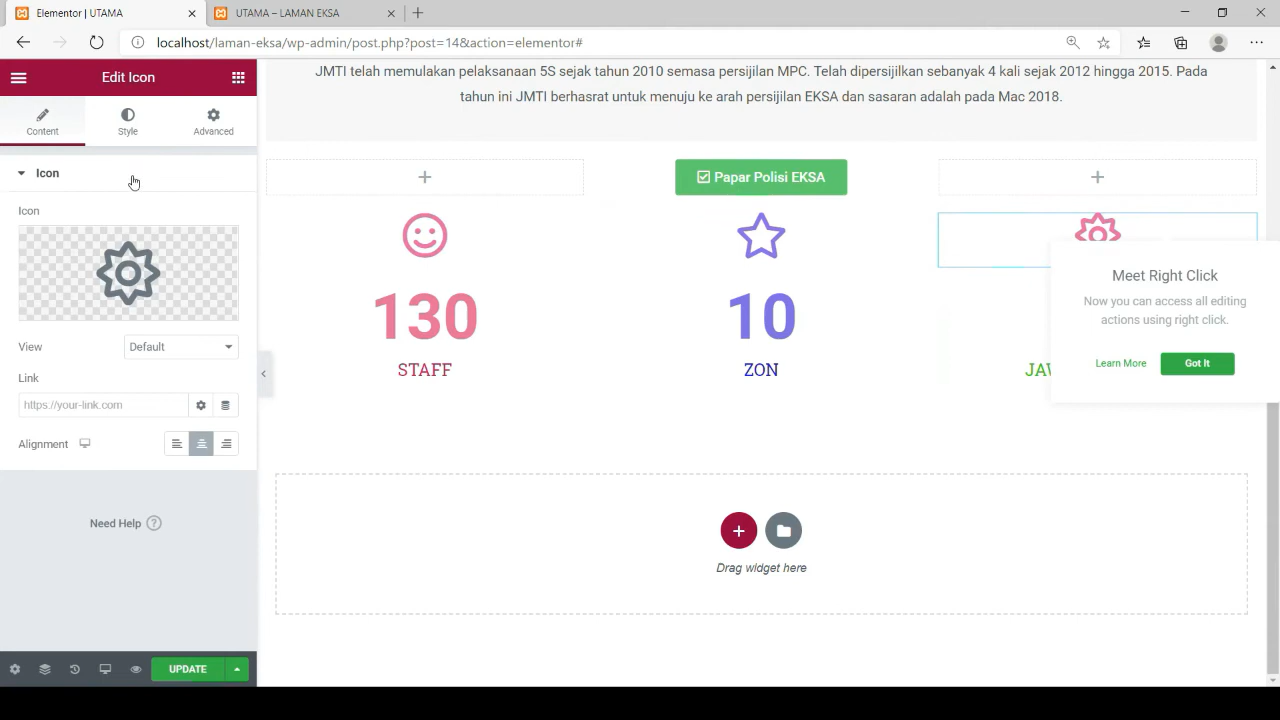 Elementor | UTAMA
UTAMA – LAMAN EKSA
localhost/laman-eksa/wp-admin/post.php?post=14&action=elementor#
Edit Icon
Content
Style
Advanced
Icon
Icon
View
Default
Link
https://your-link.com
Alignment
Need Help ?
UPDATE
JMTI telah memulakan pelaksanaan 5S sejak tahun 2010 semasa persijilan MPC. Telah dipersijilkan sebanyak 4 kali sejak 2012 hingga 2015. Pada
tahun ini JMTI berhasrat untuk menuju ke arah persijilan EKSA dan sasaran adalah pada Mac 2018.
Papar Polisi EKSA
130
STAFF
10
ZON
Meet Right Click
Now you can access all editing
actions using right click.
Learn More
Got It
Drag widget here